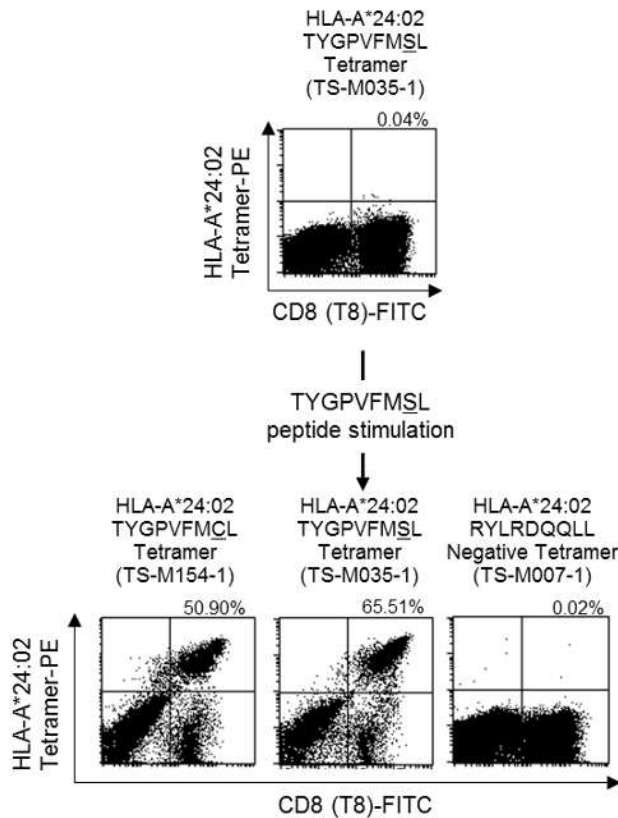 HLA-A*24:02
TYGPVFMSL
Tetramer
(TS-M035-1)
0.04%
HLA-A*24:02
Tetramer-PE
CD8 (T8)-FITC
TYGPVFMSL
peptide stimulation
HLA-A*24:02
TYGPVFMCL
Tetramer
(TS-M154-1)
HLA-A*24:02
TYGPVFMSL
Tetramer
(TS-M035-1)
HLA-A*24:02
RYLRDQQLL
Negative Tetramer
(TS-M007-1)
50.90%
65.51%
0.02%
HLA-A*24:02
Tetramer-PE
CD8 (T8)-FITC